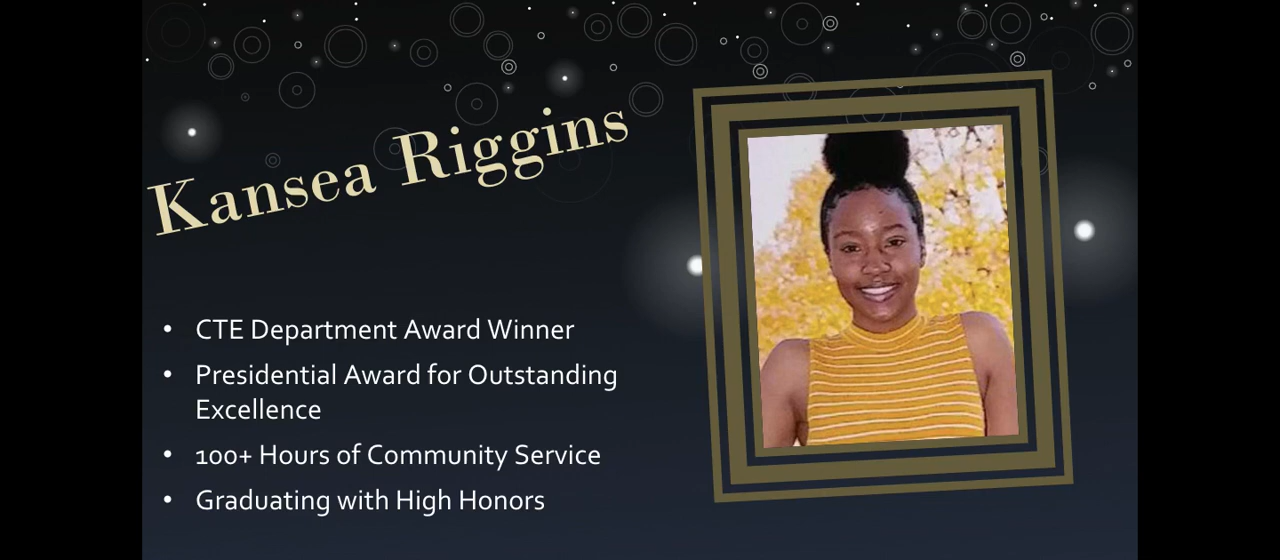 Kansea Riggins
• CTE Department Award Winner
• Presidential Award for Outstanding
Excellence
• 100+ Hours of Community Service
• Graduating with High Honors